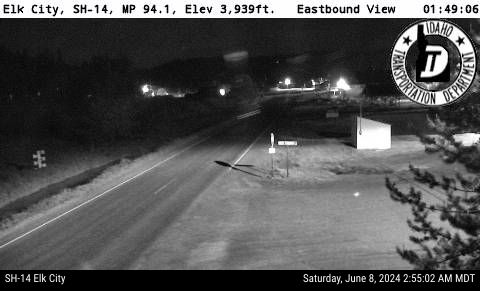 Elk City, SH-14, MP 94.1, Elev 3,939ft. Eastbound View 01:49:06
IDAHO
TRANSPORTATION DEPARTMENT
SH-14 Elk City Saturday, June 8, 2024 2:55:02 AM MDT